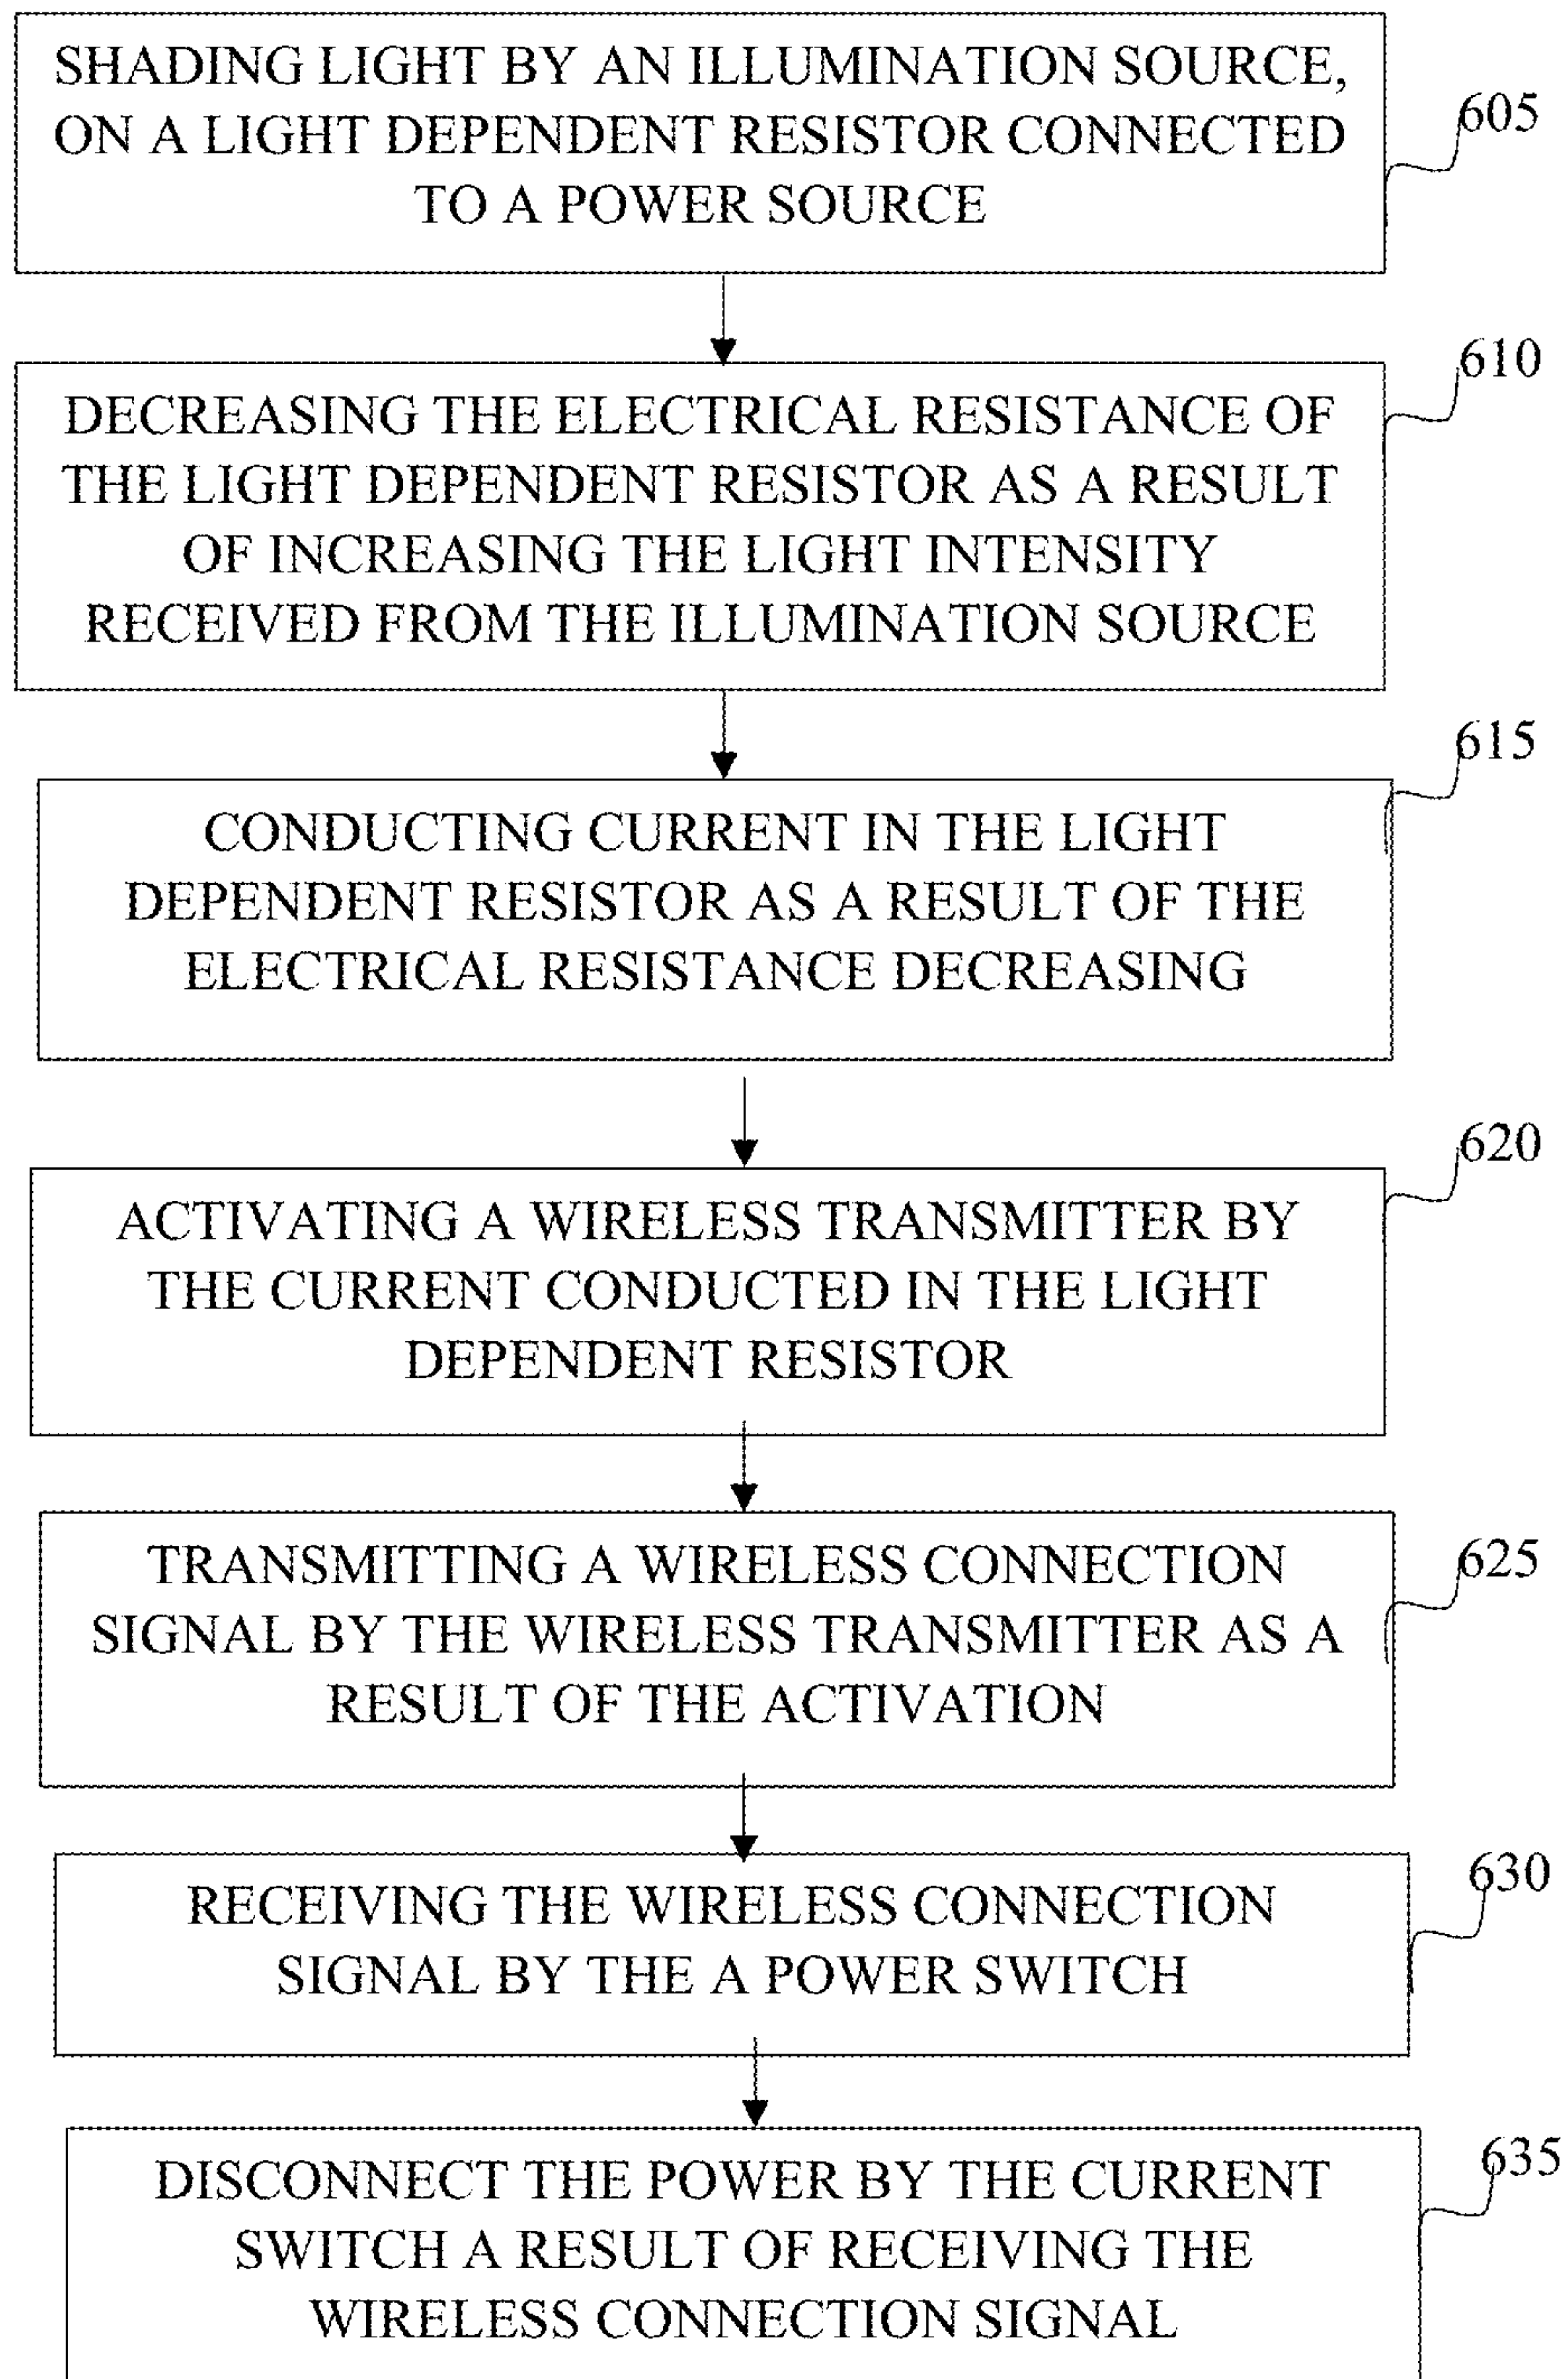 SHADING LIGHT BY AN ILLUMINATION SOURCE,
ON A LIGHT DEPENDENT RESISTOR CONNECTED
TO A POWER SOURCE
605
DECREASING THE ELECTRICAL RESISTANCE OF
THE LIGHT DEPENDENT RESISTOR AS A RESULT
OF INCREASING THE LIGHT INTENSITY
RECEIVED FROM THE ILLUMINATION SOURCE
610
CONDUCTING CURRENT IN THE LIGHT
DEPENDENT RESISTOR AS A RESULT OF THE
ELECTRICAL RESISTANCE DECREASING
615
ACTIVATING A WIRELESS TRANSMITTER BY
THE CURRENT CONDUCTED IN THE LIGHT
DEPENDENT RESISTOR
620
TRANSMITTING A WIRELESS CONNECTION
SIGNAL BY THE WIRELESS TRANSMITTER AS A
RESULT OF THE ACTIVATION
625
RECEIVING THE WIRELESS CONNECTION
SIGNAL BY THE A POWER SWITCH
630
DISCONNECT THE POWER BY THE CURRENT
SWITCH A RESULT OF RECEIVING THE
WIRELESS CONNECTION SIGNAL
635